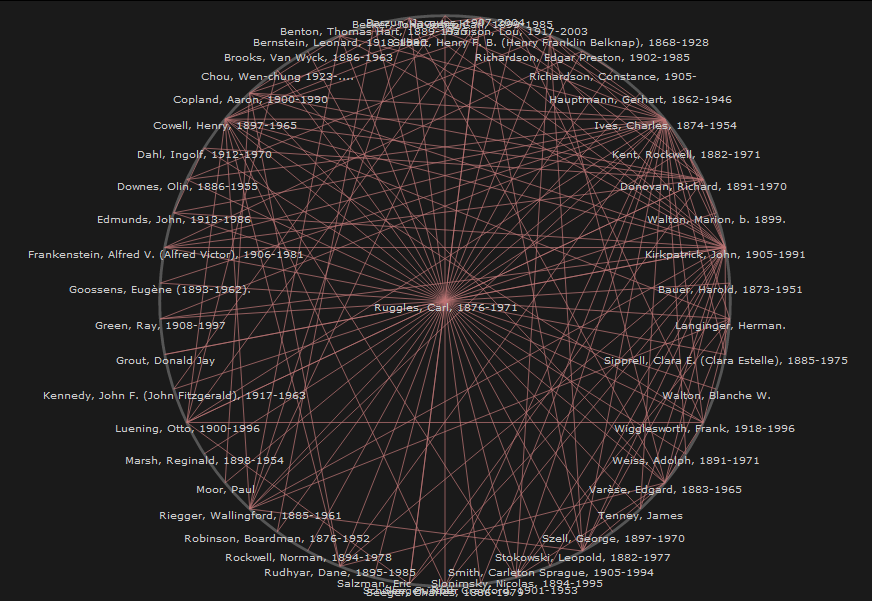 Benton, Thomas Hart, 1889-1975
Harrison, Lou, 1917-2003
Bernstein, Leonard, 1918-1990
Gilbert, Henry F. B. (Henry Franklin Belknap), 1868-1928
Brooks, Van Wyck, 1886-1963
Richardson, Edgar Preston, 1902-1985
Chou, Wen-chung 1923-....
Richardson, Constance, 1905-
Copland, Aaron, 1900-1990
Hauptmann, Gerhart, 1862-1946
Cowell, Henry, 1897-1965
Ives, Charles, 1874-1954
Dahl, Ingolf, 1912-1970
Kent, Rockwell, 1882-1971
Downes, Olin, 1886-1955
Donovan, Richard, 1891-1970
Edmunds, John, 1913-1986
Walton, Marion, b. 1899.
Frankenstein, Alfred V. (Alfred Victor), 1906-1981
Kirkpatrick, John, 1905-1991
Goossens, Eugène (1893-1962).
Bauer, Harold, 1873-1951
Ruggles, Carl, 1876-1971
Green, Ray, 1908-1997
Langinger, Herman.
Grout, Donald Jay
Sipprell, Clara E. (Clara Estelle), 1885-1975
Kennedy, John F. (John Fitzgerald), 1917-1963
Walton, Blanche W.
Luening, Otto, 1900-1996
Wigglesworth, Frank, 1918-1996
Marsh, Reginald, 1898-1954
Weiss, Adolph, 1891-1971
Moor, Paul
Varèse, Edgard, 1883-1965
Riegger, Wallingford, 1885-1961
Tenney, James
Robinson, Boardman, 1876-1952
Szell, George, 1897-1970
Rockwell, Norman, 1894-1978
Stokowski, Leopold, 1882-1977
Rudhyar, Dane, 1895-1985
Smith, Carleton Sprague, 1905-1994
Salzman, Eric
Slonimsky, Nicolas, 1894-1995
Seeger, Charles, 1886-1979